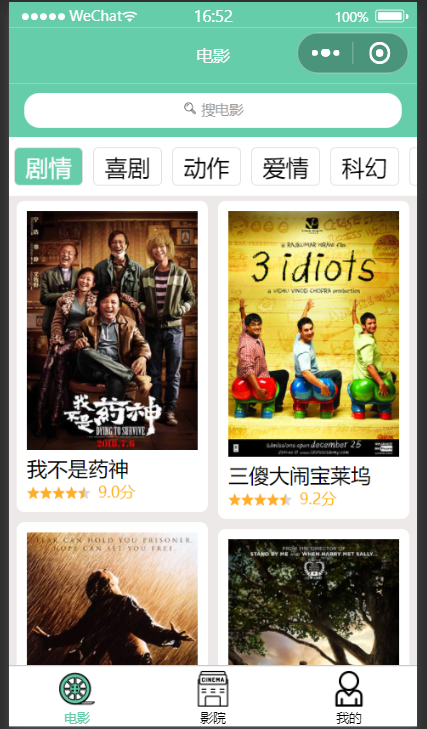 ●●●●● WeChat 16:52 100%
电影
搜电影
剧情 喜剧 动作 爱情 科幻
我不是药神
DYING TO SURVIVE
2018.7.6
我不是药神
9.0分
a RAJKUMAR HIRANI film
3 idiots
a VIDHU VINOD CHOPRA production
admissions open december 25
三傻大闹宝莱坞
9.2分
FEAR CAN HOLD YOU PRISONER.
HOPE CAN SET YOU FREE.
FROM THE DIRECTOR OF
STAND BY ME AND WHEN HARRY MET SALLY...
CINEMA
电影 影院 我的